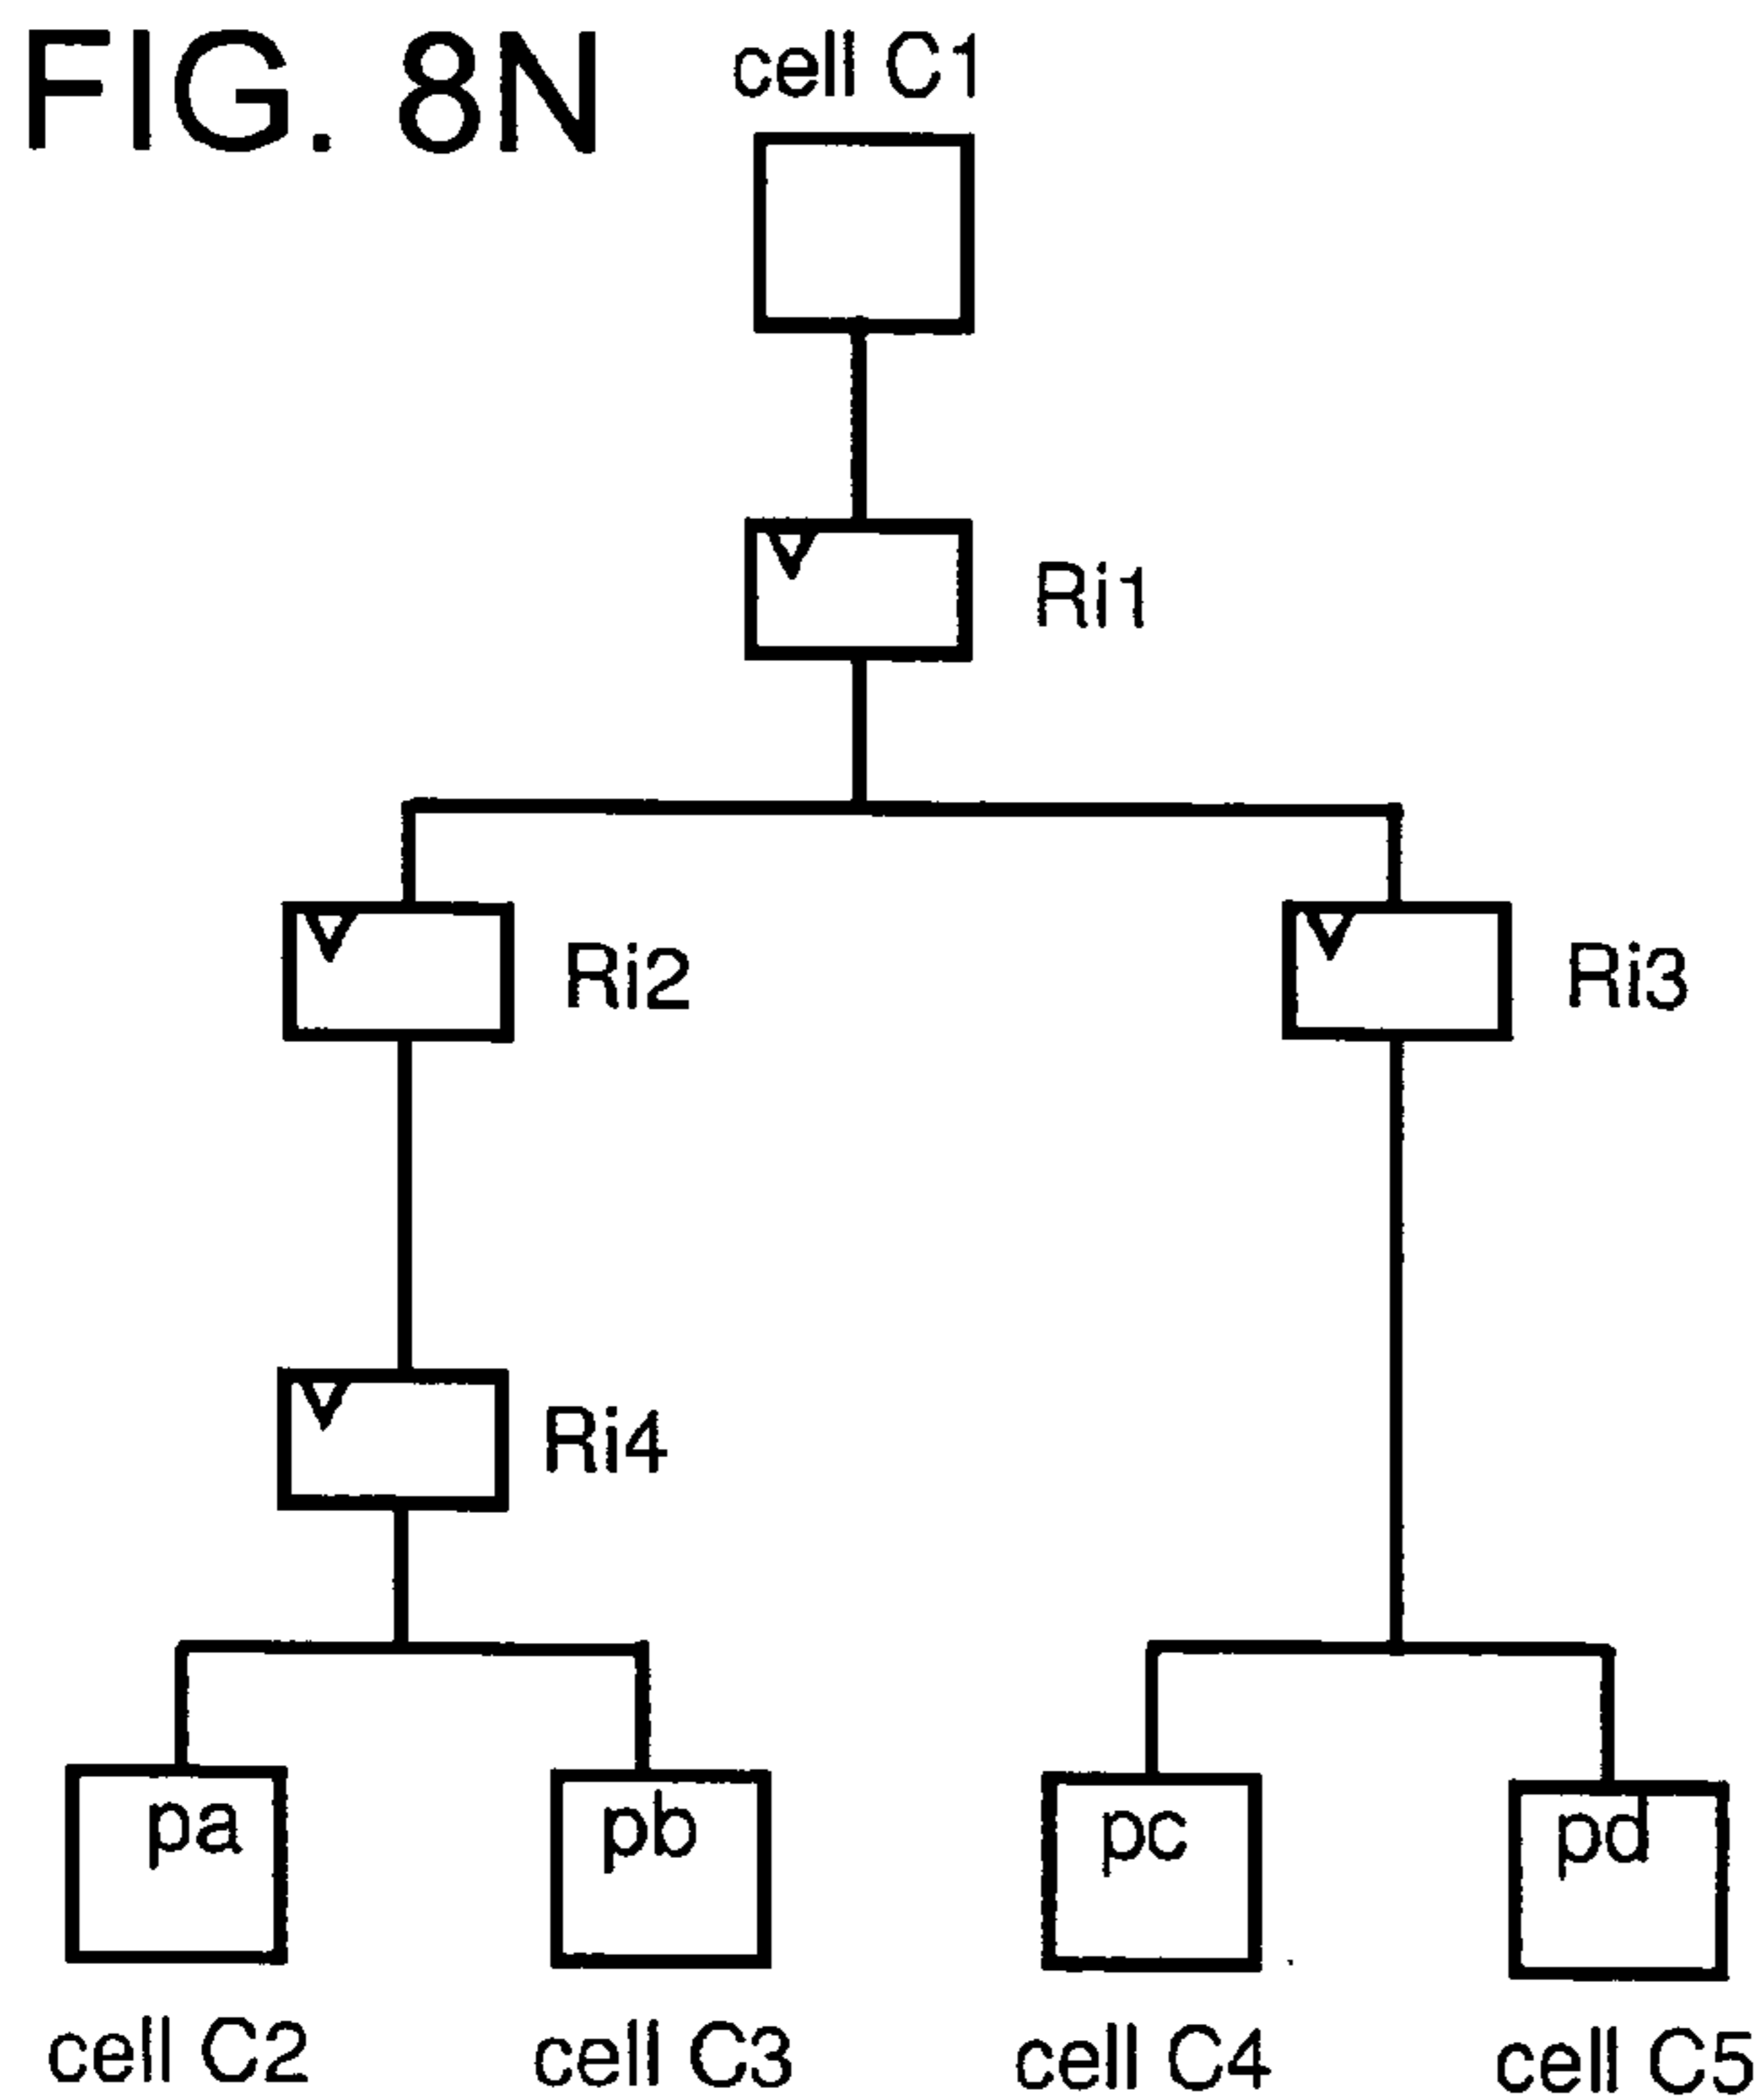 FIG. 8N
cell C1
Ri1
Ri2
Ri3
Ri4
pa
pb
pc
pd
cell C2
cell C3
cell C4
cell C5